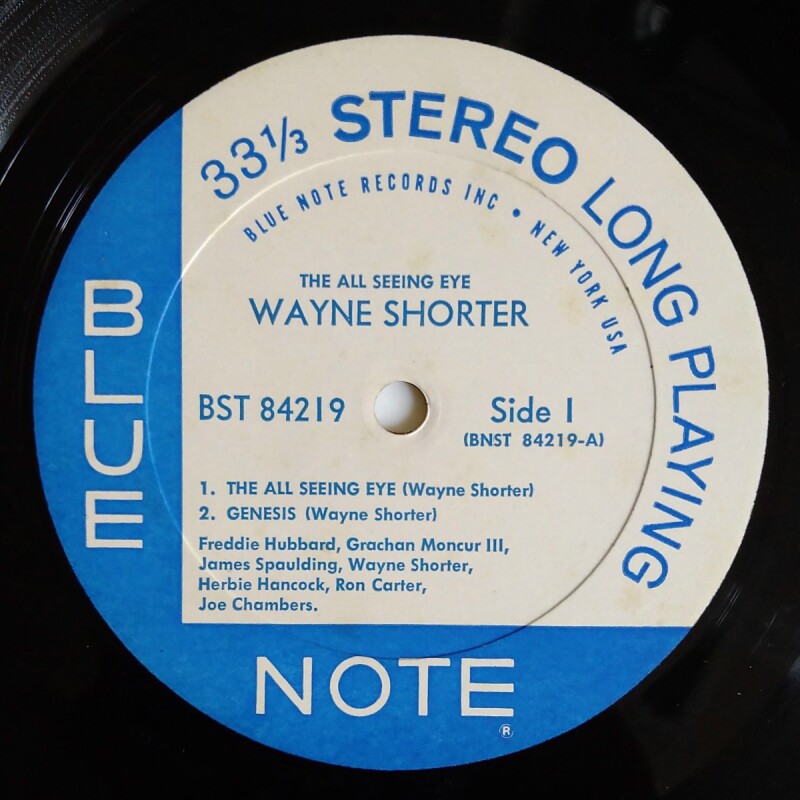 33⅓ STEREO LONG PLAYING
BLUE NOTE RECORDS INC • NEW YORK USA
THE ALL SEEING EYE
WAYNE SHORTER
BST 84219
Side 1
(BNST 84219-A)
1. THE ALL SEEING EYE (Wayne Shorter)
2. GENESIS (Wayne Shorter)
Freddie Hubbard, Grachan Moncur III,
James Spaulding, Wayne Shorter,
Herbie Hancock, Ron Carter,
Joe Chambers.
BLUE
NOTE
®